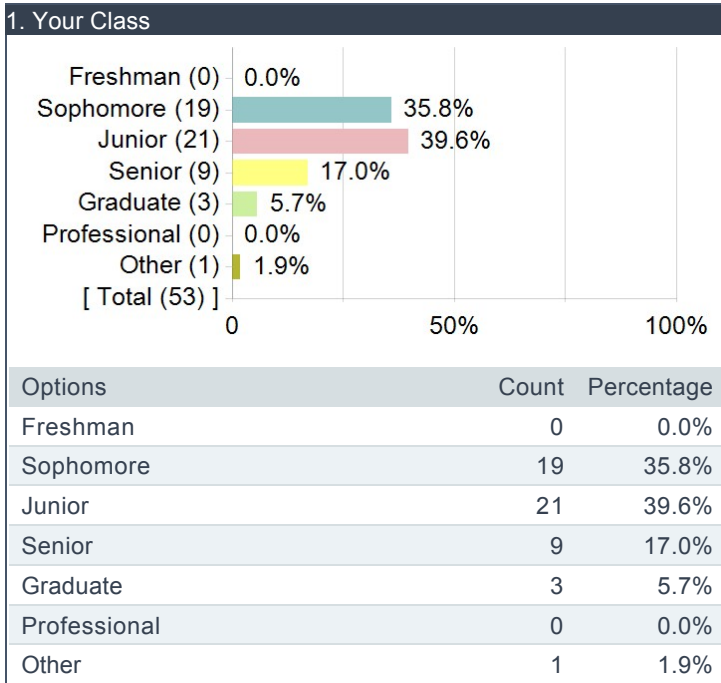 1. Your Class
Freshman (0) 0.0%
Sophomore (19) 35.8%
Junior (21) 39.6%
Senior (9) 17.0%
Graduate (3) 5.7%
Professional (0) 0.0%
Other (1) 1.9%
[ Total (53) ]
0 50% 100%
Options Count Percentage
Freshman 0 0.0%
Sophomore 19 35.8%
Junior 21 39.6%
Senior 9 17.0%
Graduate 3 5.7%
Professional 0 0.0%
Other 1 1.9%